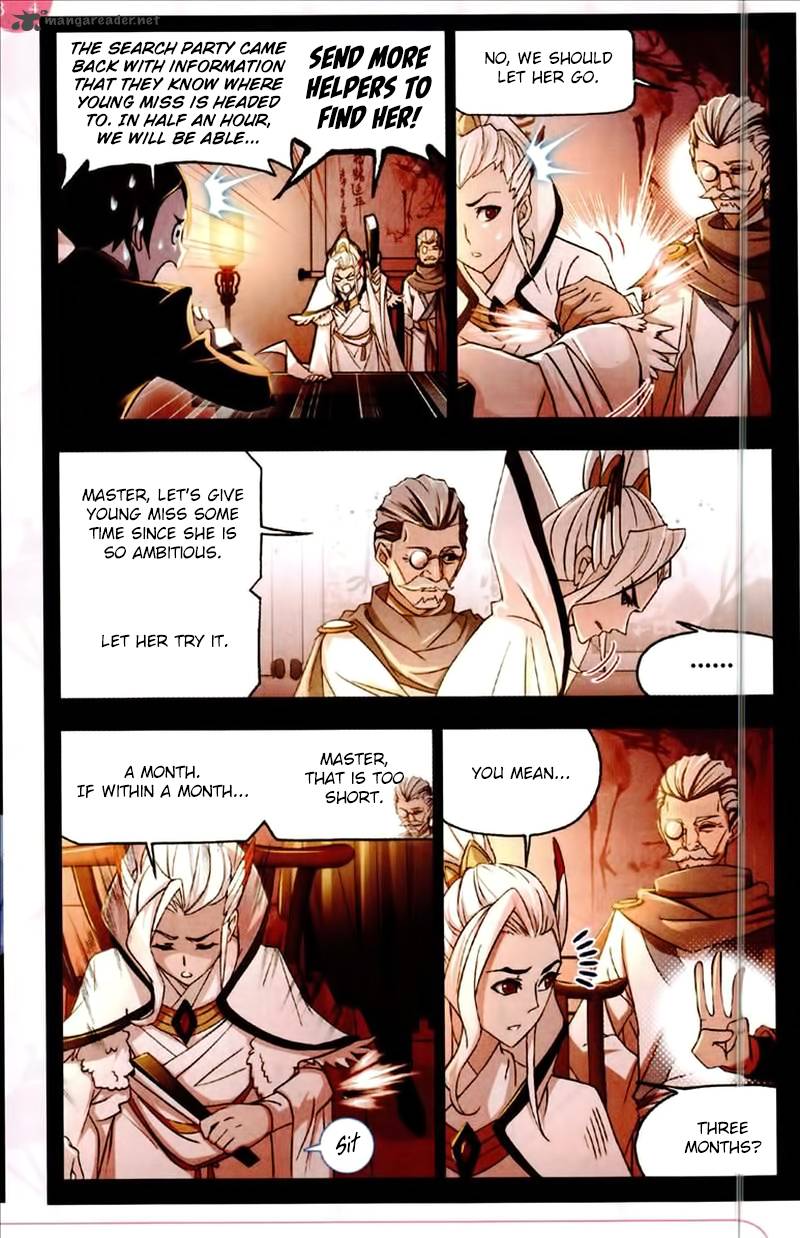 mangareader.net
THE SEARCH PARTY CAME
BACK WITH INFORMATION
THAT THEY KNOW WHERE
YOUNG MISS IS HEADED
TO. IN HALF AN HOUR,
WE WILL BE ABLE...
SEND MORE
HELPERS TO
FIND HER!
NO, WE SHOULD
LET HER GO.
MASTER, LET'S GIVE
YOUNG MISS SOME
TIME SINCE SHE IS
SO AMBITIOUS.
LET HER TRY IT.
......
A MONTH.
IF WITHIN A MONTH...
MASTER,
THAT IS TOO
SHORT.
Sit
YOU MEAN...
THREE
MONTHS?